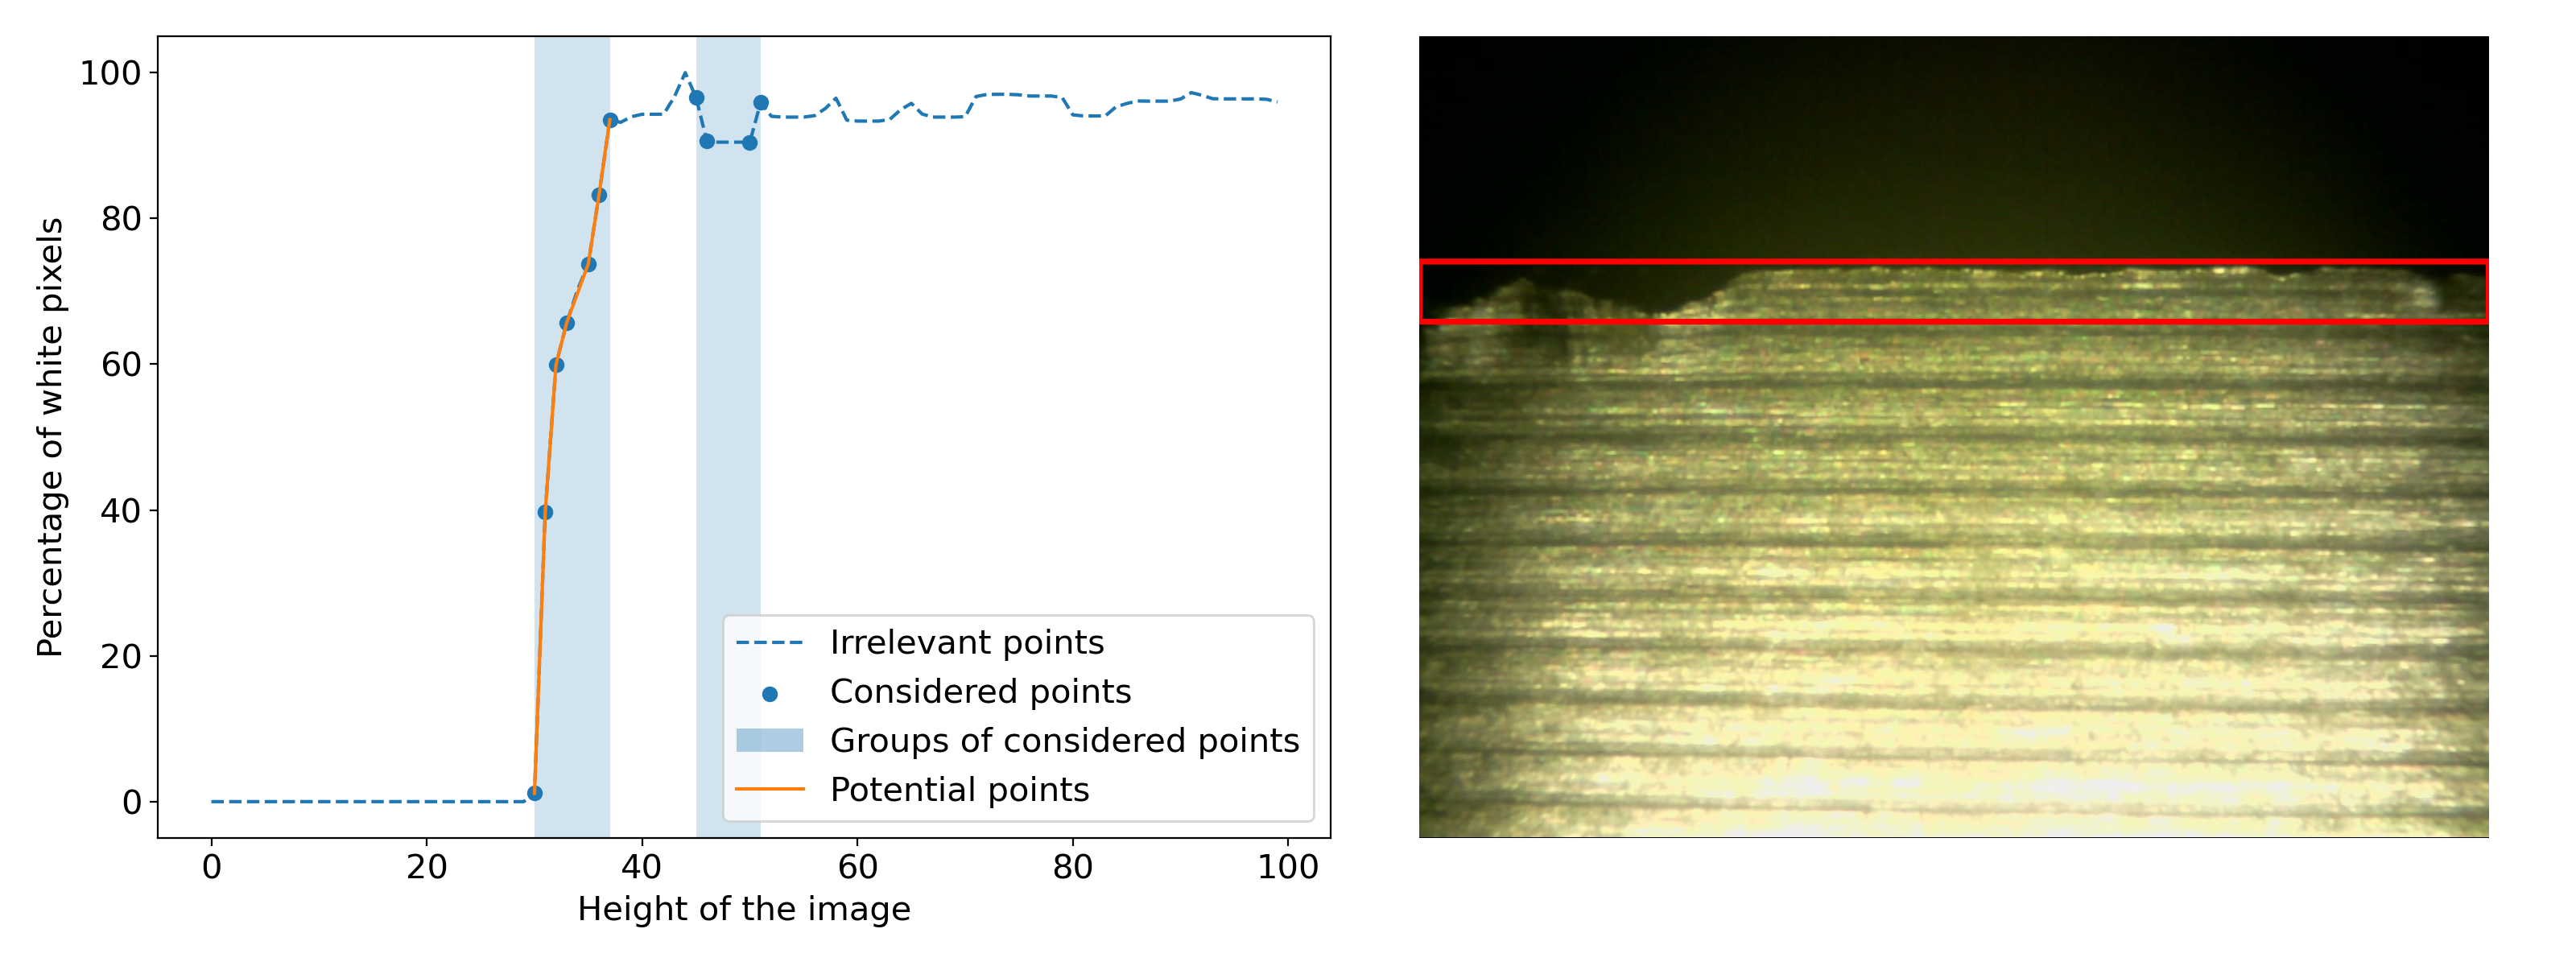 100
80
60
40
20
0
Percentage of white pixels
0 20 40 60 80 100
Height of the image
Irrelevant points
Considered points
Groups of considered points
Potential points